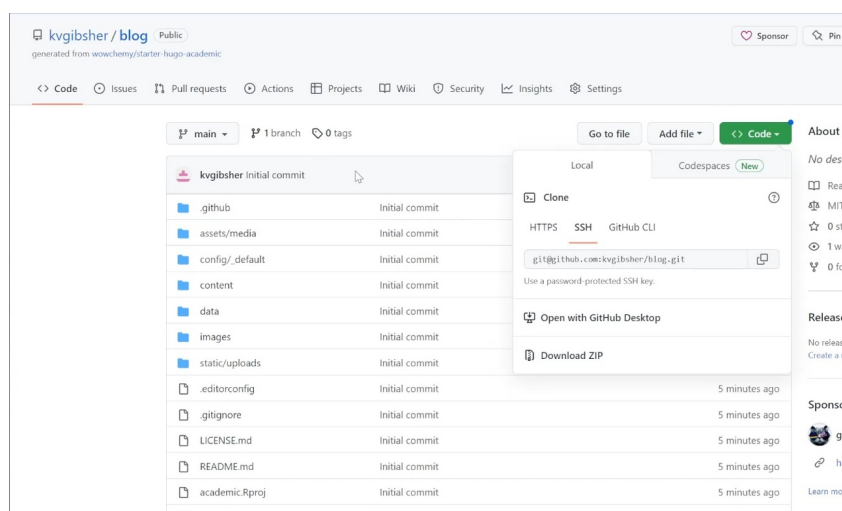 kvgibsher / blog Public
Sponsor
Pin
generated from wowchemy/starter-hugo-academic
Code Issues Pull requests Actions Projects Wiki Security Insights Settings
main 1 branch 0 tags
Go to file Add file Code
About
kvgibsher Initial commit
Local Codespaces New
No des
Rea
.github Initial commit
Clone
MIT
assets/media Initial commit
HTTPS SSH GitHub CLI
0 st
config/_default Initial commit
git@github.com:kvgibsher/blog.git
1 w
0 fo
content Initial commit
Use a password-protected SSH key.
data Initial commit
Open with GitHub Desktop
Release
images Initial commit
No releas
static/uploads Initial commit
Download ZIP
Create a
.editorconfig Initial commit 5 minutes ago
.gitignore Initial commit 5 minutes ago
Sponso
LICENSE.md Initial commit 5 minutes ago
g
README.md Initial commit 5 minutes ago
h
academic.Rproj Initial commit 5 minutes ago
Learn mo